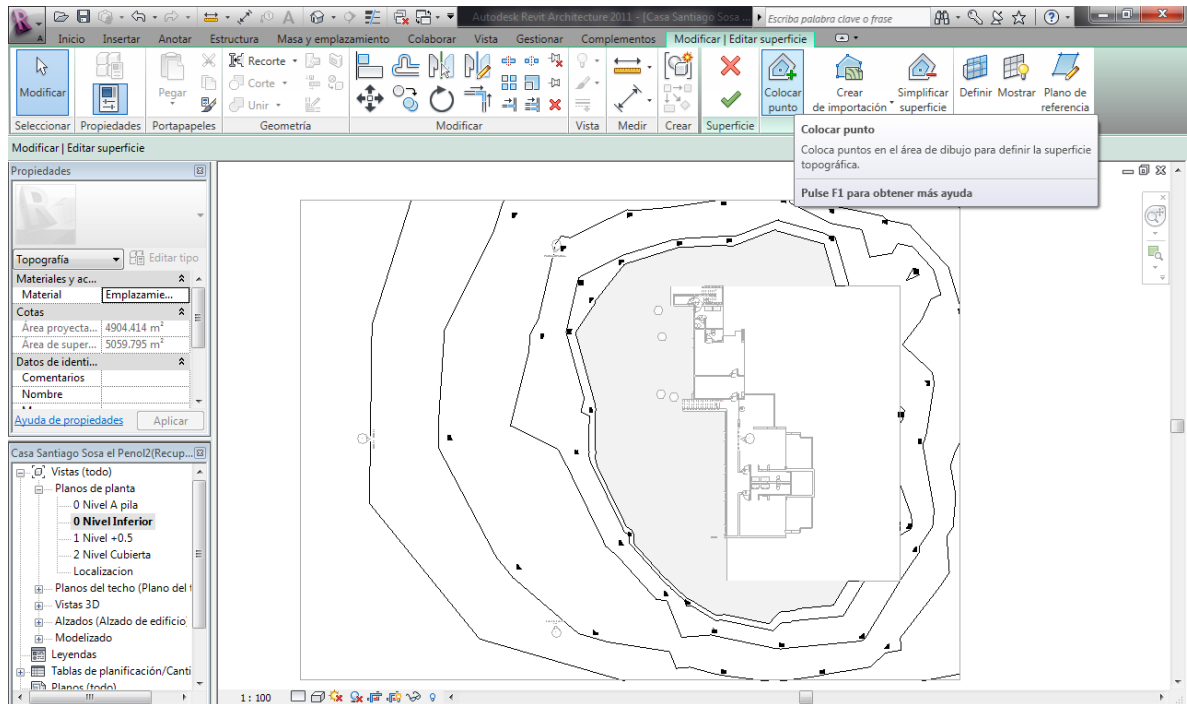 Autodesk Revit Architecture 2011 - [Casa Santiago Sosa ...
Escriba palabra clave o frase
Inicio Insertar Anotar Estructura Masa y emplazamiento Colaborar Vista Gestionar Complementos Modificar | Editar superficie
Modificar
Pegar
Recorte
Corte
Unir
Colocar punto
Crear de importación
Simplificar superficie
Definir Mostrar Plano de referencia
Seleccionar Propiedades Portapapeles Geometría Modificar Vista Medir Crear Superficie
Modificar | Editar superficie
Colocar punto
Coloca puntos en el área de dibujo para definir la superficie
topográfica.
Pulse F1 para obtener más ayuda
Propiedades
Topografía Editar tipo
Materiales y ac...
Material Emplazamie...
Cotas
Área proyecta... 4904.414 m²
Área de super... 5059.795 m²
Datos de identi...
Comentarios
Nombre
Ayuda de propiedades Aplicar
Casa Santiago Sosa el Penol2(Recup...
Vistas (todo)
Planos de planta
0 Nivel A pila
0 Nivel Inferior
1 Nivel +0.5
2 Nivel Cubierta
Localizacion
Planos del techo (Plano del t
Vistas 3D
Alzados (Alzado de edificio)
Modelizado
Leyendas
Tablas de planificación/Canti
Planos (todo)
1 : 100